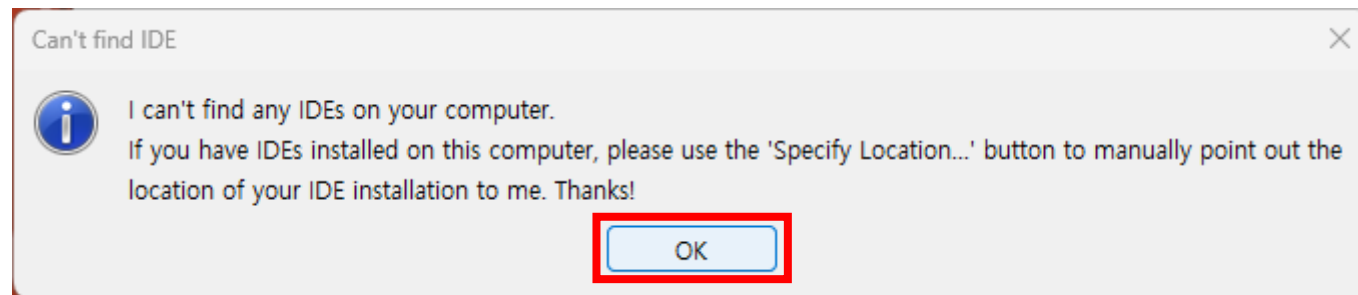 Can't find IDE
I can't find any IDEs on your computer.
If you have IDEs installed on this computer, please use the 'Specify Location...' button to manually point out the
location of your IDE installation to me. Thanks!
OK